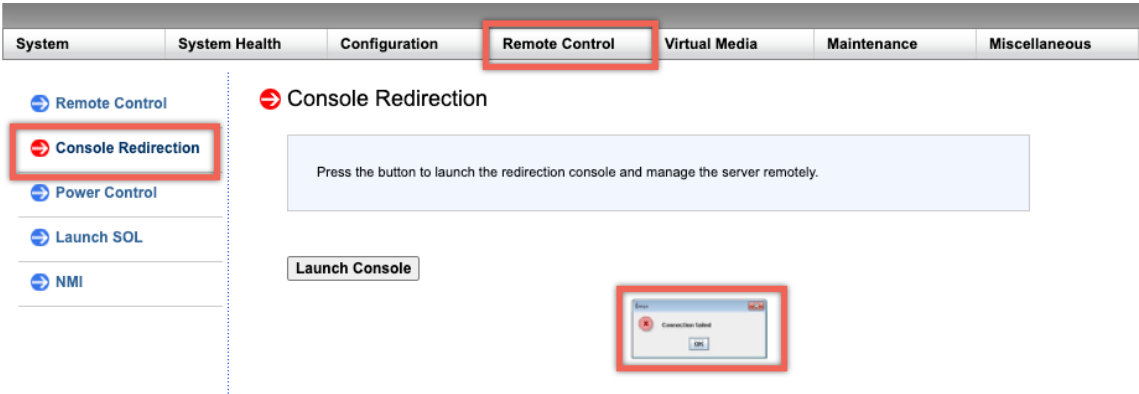 System System Health Configuration Remote Control Virtual Media Maintenance Miscellaneous
Remote Control
Console Redirection
Power Control
Launch SOL
NMI
Console Redirection
Press the button to launch the redirection console and manage the server remotely.
Launch Console
Error
Connection failed
OK